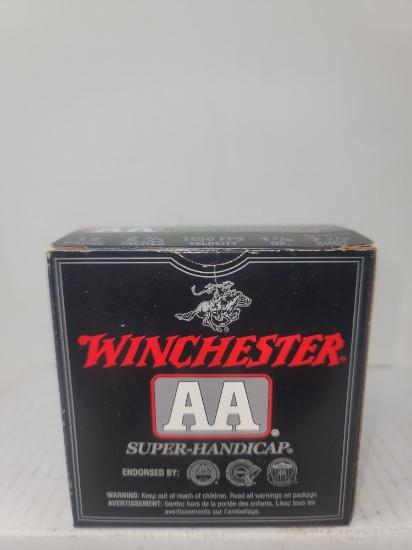 AA
1250 FPS
VELOCITY
WINCHESTER®
AA®
SUPER-HANDICAP®
ENDORSED BY:
WARNING: Keep out of reach of children. Read all warnings on package.
AVERTISSEMENT: Gardez hors de la portée des enfants. Lisez tous les
avertissements sur l'emballage.